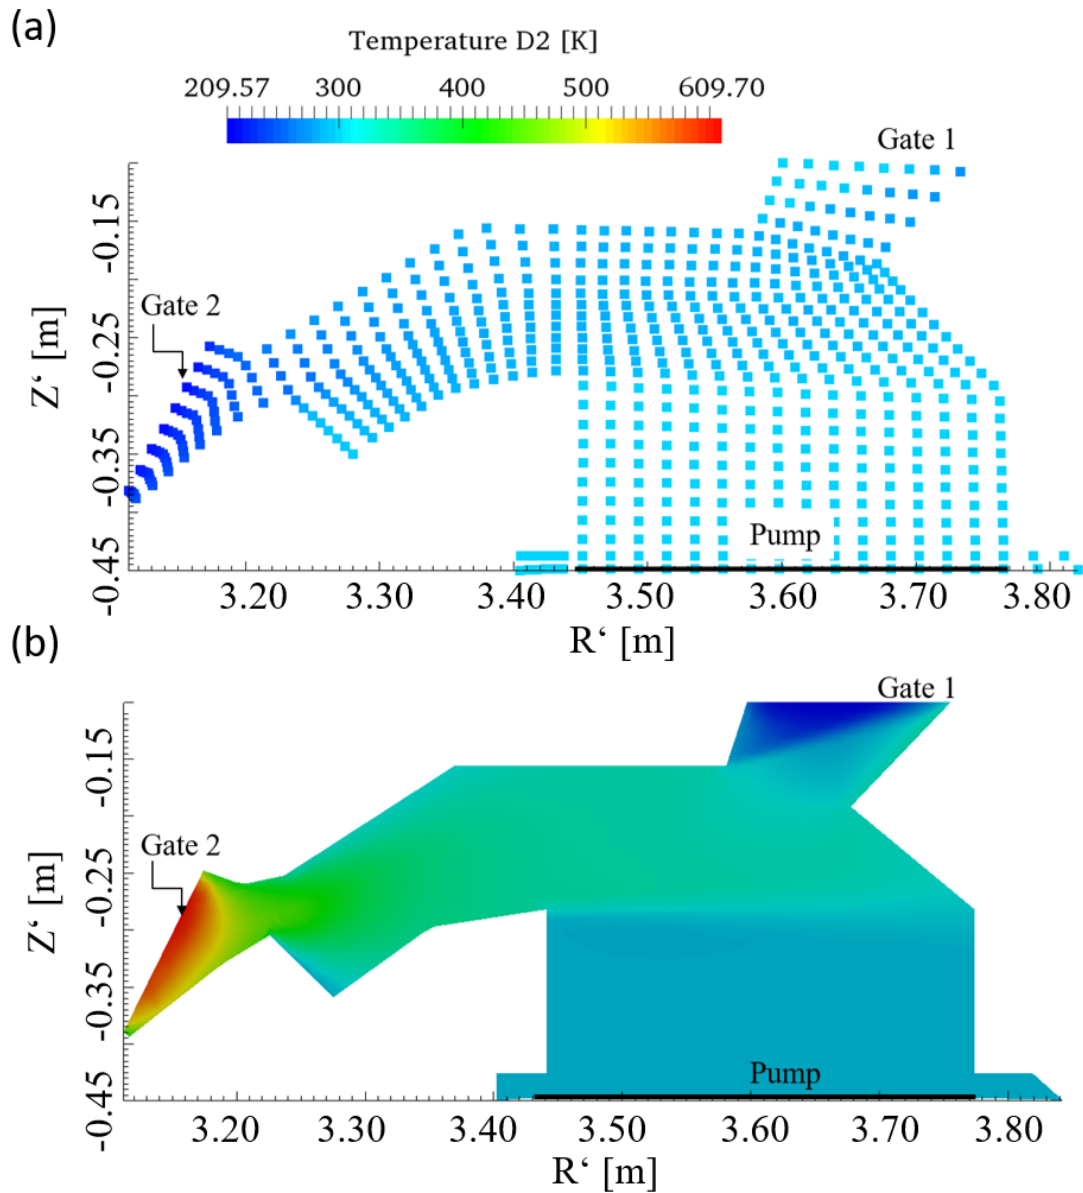 (a)
Temperature D2 [K]
209.57 300 400 500 609.70
Gate 1
-0.15
Gate 2
-0.25
Z‘ [m]
-0.35
Pump
-0.45
3.20 3.30 3.40 3.50 3.60 3.70 3.80
R‘ [m]
(b)
Gate 1
-0.15
Gate 2
-0.25
Z‘ [m]
-0.35
Pump
-0.45
3.20 3.30 3.40 3.50 3.60 3.70 3.80
R‘ [m]